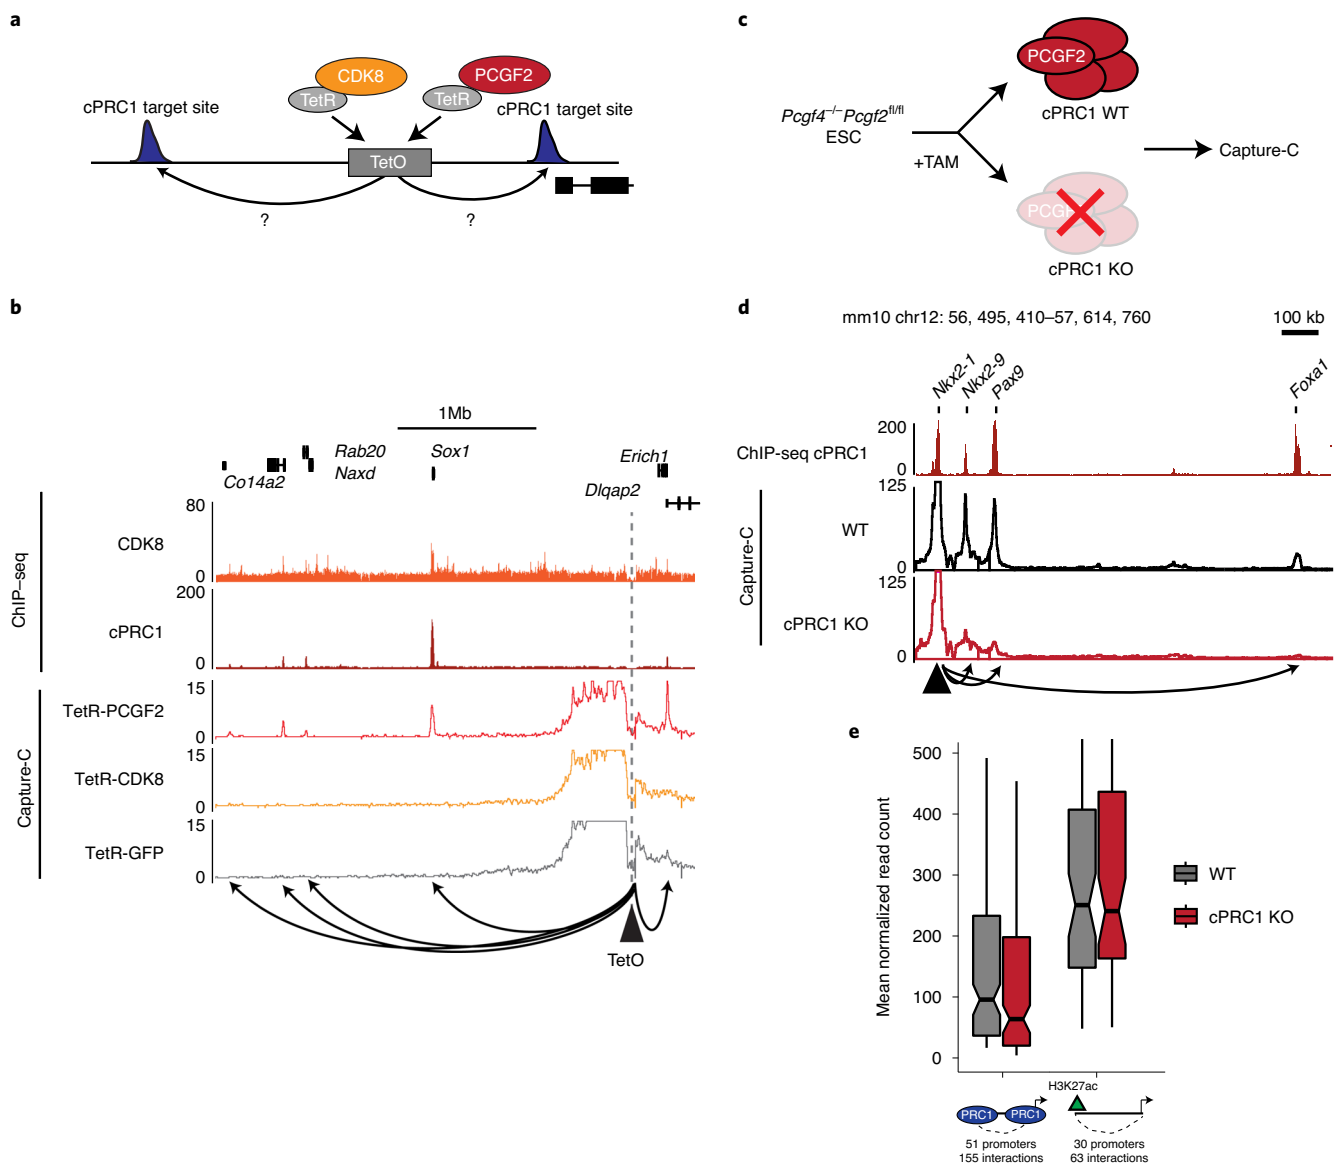 a
CDK8
TetR
PCGF2
TetR
cPRC1 target site
cPRC1 target site
TetO
?
?
c
PCGF2
cPRC1 WT
Pcgf4–/–Pcgf2fl/fl
ESC
+TAM
Capture-C
cPRC1 KO
b
1Mb
Rab20
Naxd
Sox1
Erich1
Co14a2
Dlqap2
ChIP–seq
80
CDK8
0
200
cPRC1
0
Capture-C
15
TetR-PCGF2
0
15
TetR-CDK8
0
15
TetR-GFP
0
TetO
d
mm10 chr12: 56, 495, 410–57, 614, 760
100 kb
Nkx2-1
Nkx2-9
Pax9
Foxa1
200
ChIP-seq cPRC1
0
Capture-C
125
WT
0
125
cPRC1 KO
0
e
Mean normalized read count
500
400
300
200
100
0
WT
cPRC1 KO
H3K27ac
PRC1
PRC1
51 promoters
155 interactions
30 promoters
63 interactions